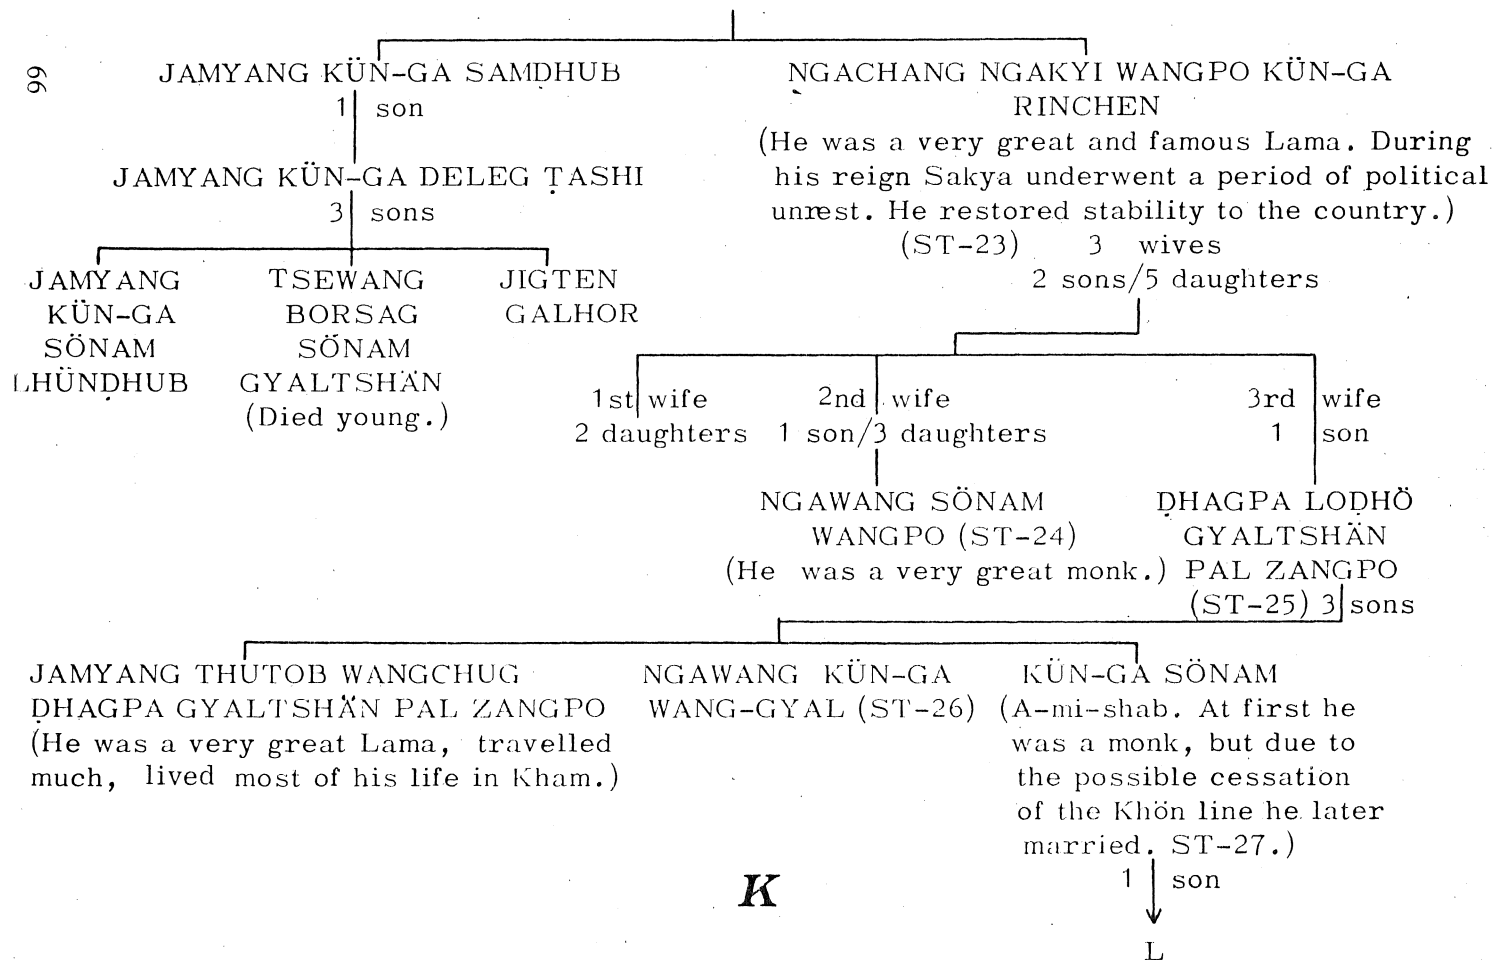 66
JAMYANG KÜN-GA SAMḌHUB
1 son
JAMYANG KÜN-GA DELEG ṬASHI
3 sons
JAMYANG
KÜN-GA
SÖNAM
LHÜNḌHUB
TSEWANG
BORSAG
SÖNAM
GYALTSHÄN
(Died young.)
JIGTEN
GALHOR
NGACHANG NGAKYI WANGPO KÜN-GA
RINCHEN
(He was a very great and famous Lama. During
his reign Sakya underwent a period of political
unrest. He restored stability to the country.)
(ST-23) 3 wives
2 sons/5 daughters
1st wife
2 daughters
2nd wife
1 son/3 daughters
3rd wife
1 son
NGAWANG SÖNAM
WANGPO (ST-24)
(He was a very great monk.)
ḌHAGPA LOḌHÖ
GYALTSHÄN
PAL ZANGPO
(ST-25) 3 sons
JAMYANG THUTOB WANGCHUG
ḌHAGPA GYALTSHÄN PAL ZANGPO
(He was a very great Lama, travelled
much, lived most of his life in Kham.)
NGAWANG KÜN-GA
WANG-GYAL (ST-26)
KÜN-GA SÖNAM
(A-mi-shab. At first he
was a monk, but due to
the possible cessation
of the Khön line he later
married. ST-27.)
1 son
K
L